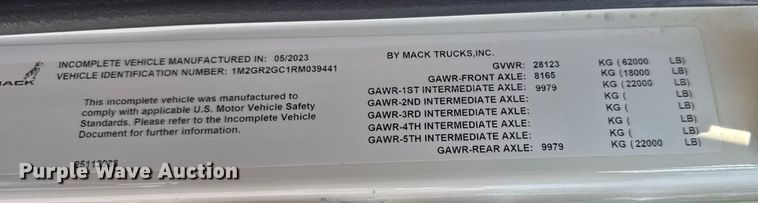 MACK
INCOMPLETE VEHICLE MANUFACTURED IN: 05/2023
VEHICLE IDENTIFICATION NUMBER: 1M2GR2GC1RM039441
This incomplete vehicle was manufactured to
comply with applicable U.S. Motor Vehicle Safety
Standards. Please refer to the Incomplete Vehicle
Document for further information.
BY MACK TRUCKS,INC.
GVWR: 28123 KG ( 62000 LB)
GAWR-FRONT AXLE: 8165 KG ( 18000 LB)
GAWR-1ST INTERMEDIATE AXLE: 9979 KG ( 22000 LB)
GAWR-2ND INTERMEDIATE AXLE: KG ( LB)
GAWR-3RD INTERMEDIATE AXLE: KG ( LB)
GAWR-4TH INTERMEDIATE AXLE: KG ( LB)
GAWR-5TH INTERMEDIATE AXLE: KG ( LB)
GAWR-REAR AXLE: 9979 KG ( 22000 LB)
Purple Wave Auction